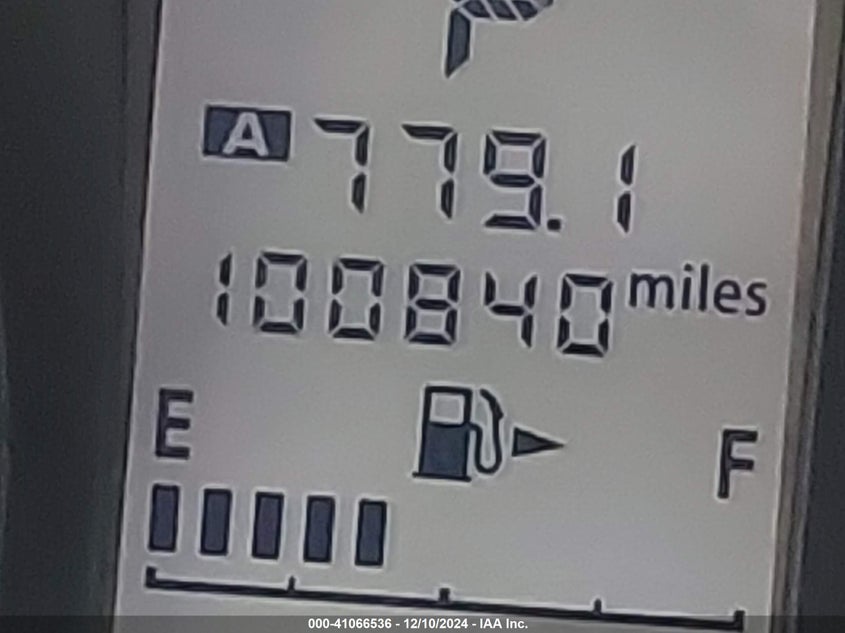 P
A 779.1
100840 miles
E F
000-41066536 - 12/10/2024 - IAA Inc.